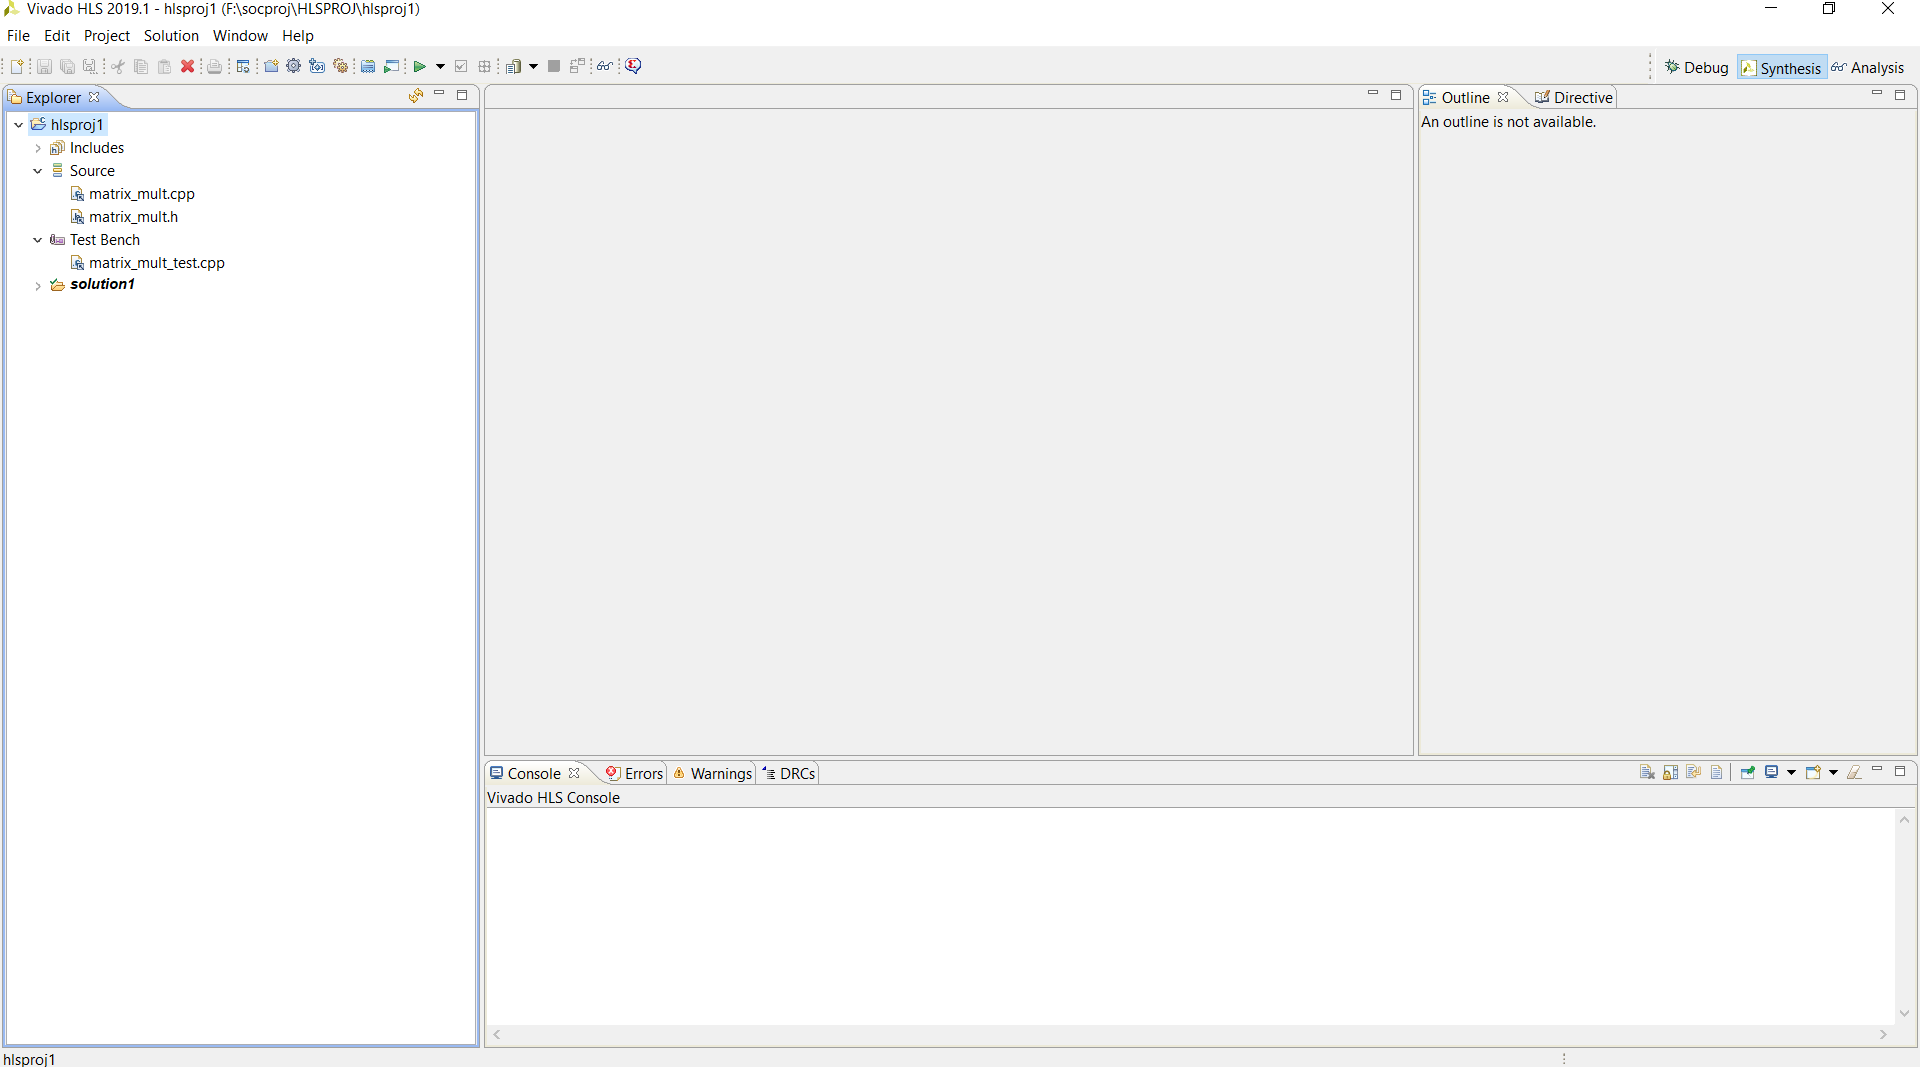 Vivado HLS 2019.1 - hlsproj1 (F:\socproj\HLSPROJ\hlsproj1)
File Edit Project Solution Window Help
Debug Synthesis Analysis
Explorer
hlsproj1
Includes
Source
matrix_mult.cpp
matrix_mult.h
Test Bench
matrix_mult_test.cpp
solution1
Outline Directive
An outline is not available.
Console Errors Warnings DRCs
Vivado HLS Console
hlsproj1